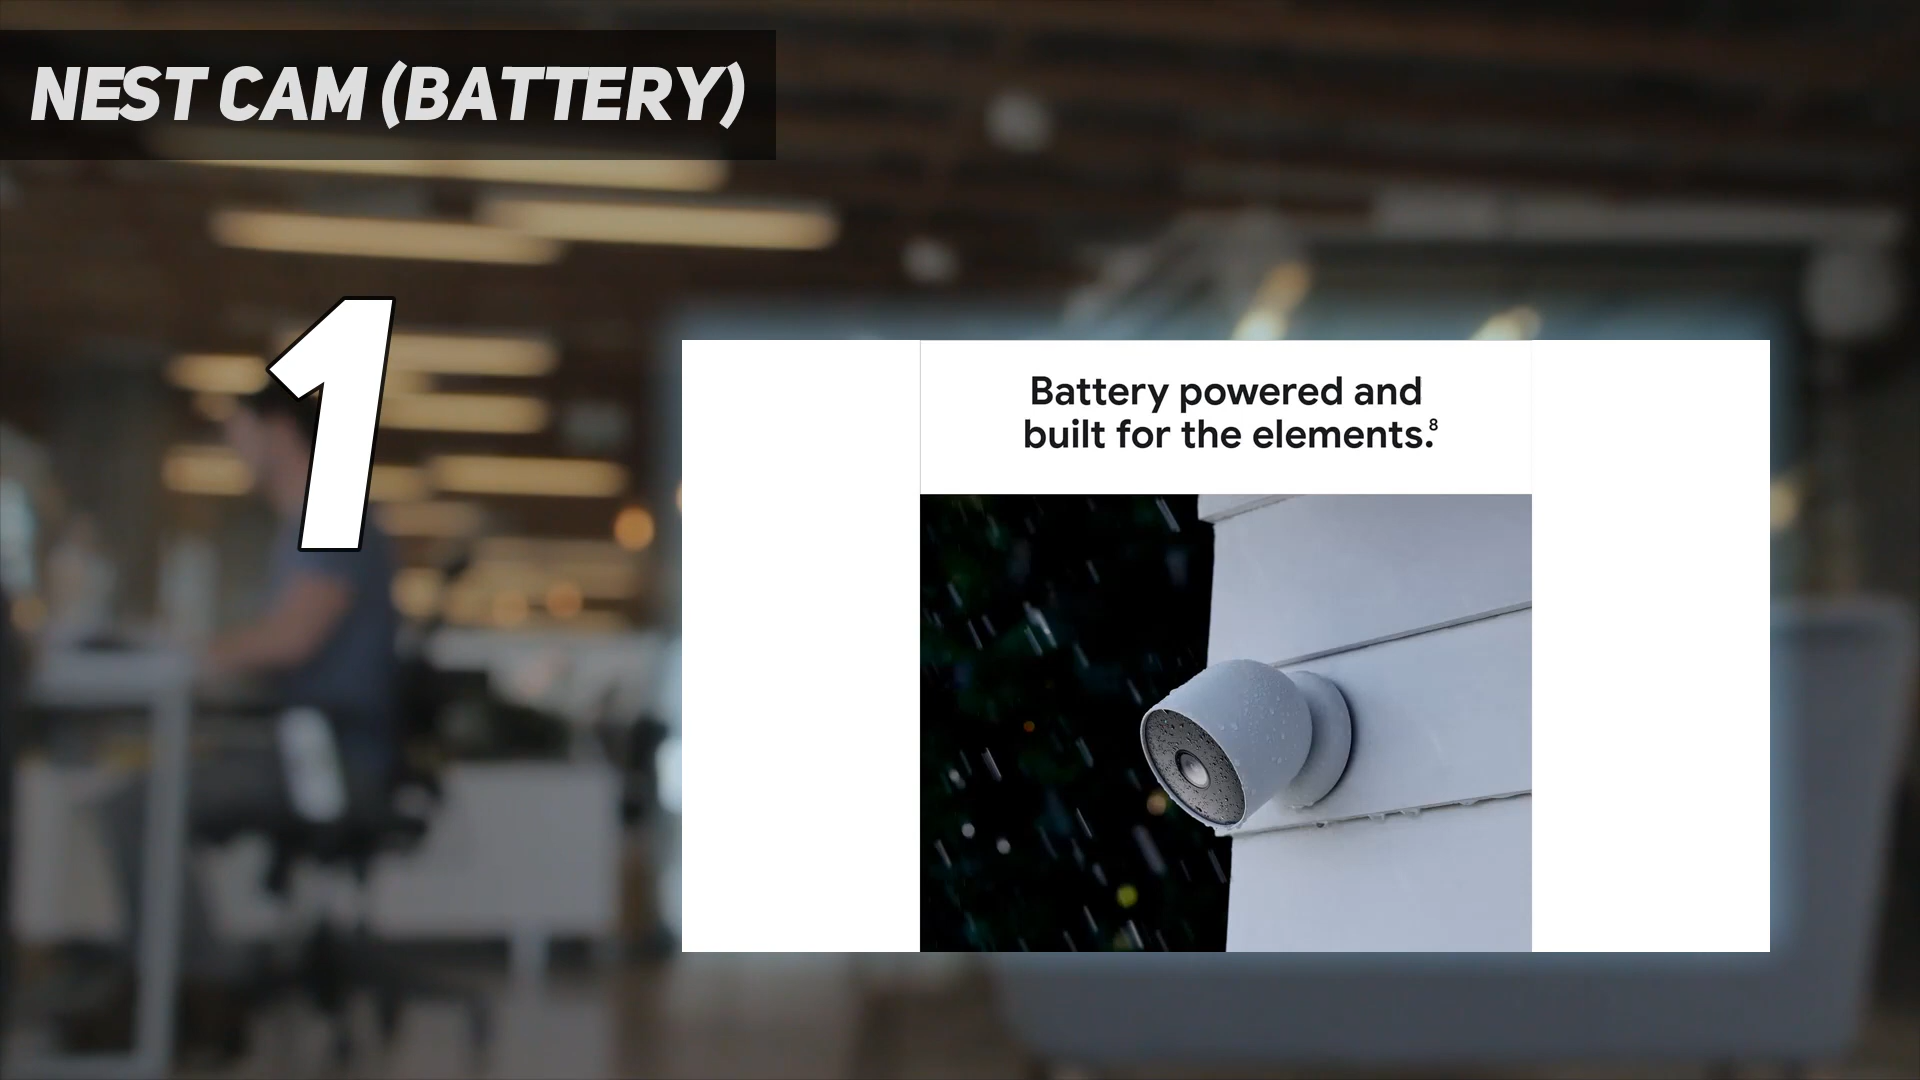 NEST CAM (BATTERY)
1
Battery powered and
built for the elements.⁸